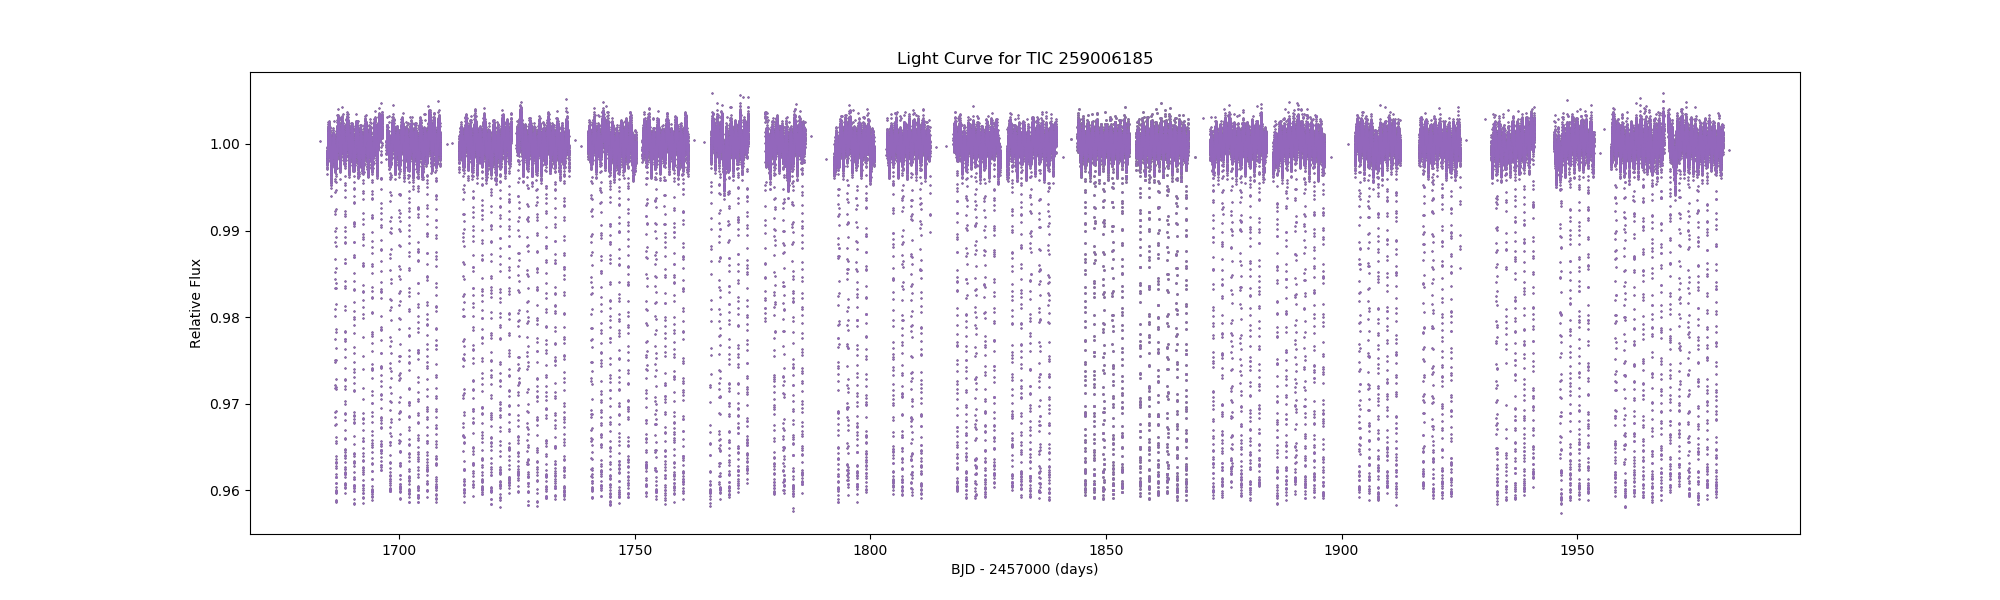 Light Curve for TIC 259006185
Relative Flux
1.00
0.99
0.98
0.97
0.96
1700 1750 1800 1850 1900 1950
BJD - 2457000 (days)